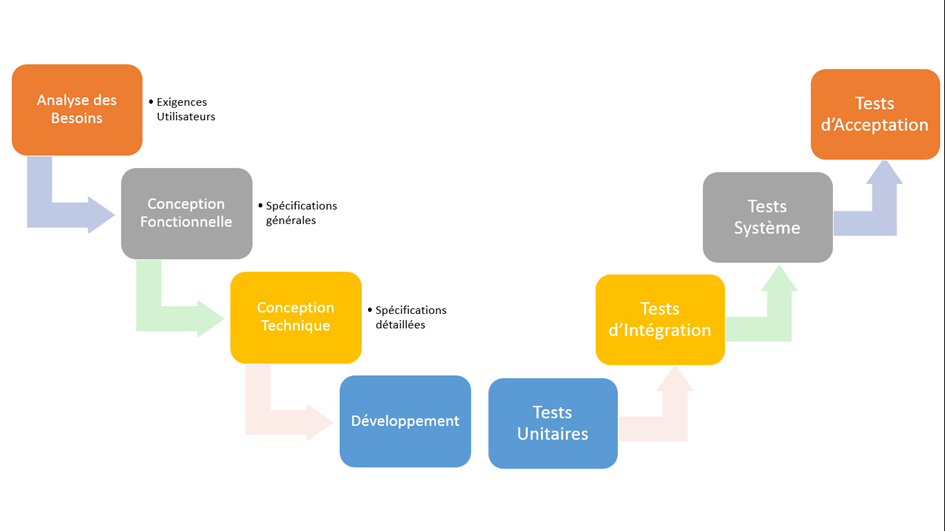 Analyse des
Besoins
• Exigences
Utilisateurs
Conception
Fonctionnelle
• Spécifications
générales
Conception
Technique
• Spécifications
détaillées
Développement
Tests
Unitaires
Tests
d’Intégration
Tests
Système
Tests
d’Acceptation